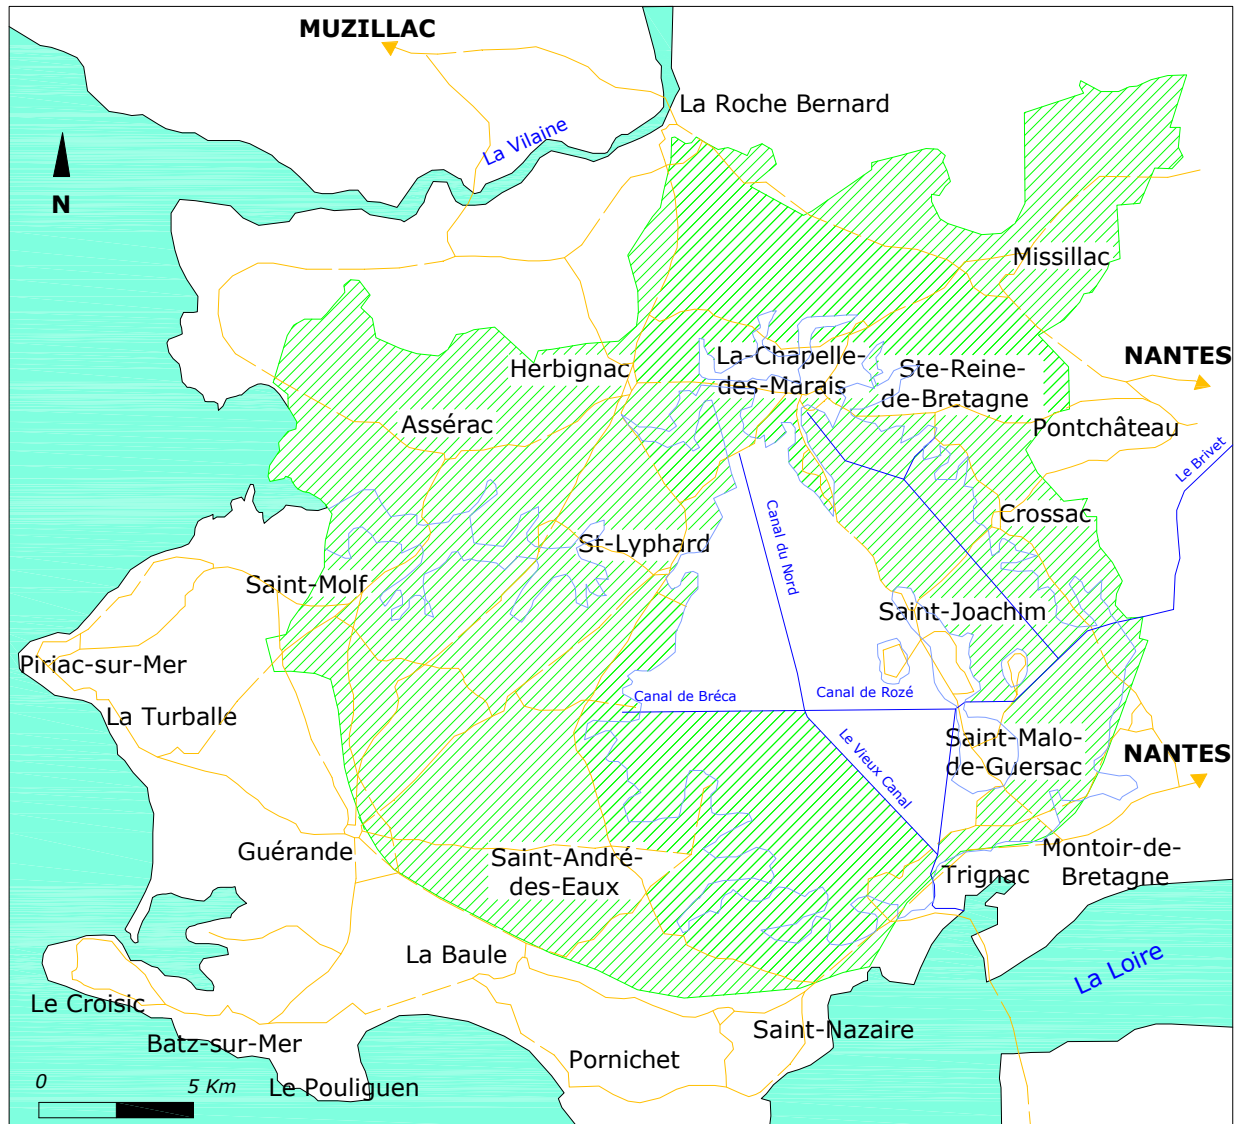 MUZILLAC
La Roche Bernard
La Vilaine
N
Missillac
La-Chapelle-
des-Marais
NANTES
Herbignac
Ste-Reine-
de-Bretagne
Assérac
Pontchâteau
Le Brivet
Crossac
Canal du Nord
St-Lyphard
Saint-Molf
Saint-Joachim
Piriac-sur-Mer
Canal de Bréca
Canal de Rozé
La Turballe
Le Vieux Canal
Saint-Malo-
de-Guersac
NANTES
Guérande
Saint-André-
des-Eaux
Montoir-de-
Bretagne
Trignac
La Baule
La Loire
Le Croisic
Saint-Nazaire
Batz-sur-Mer
Pornichet
Le Pouliguen
0
5 Km